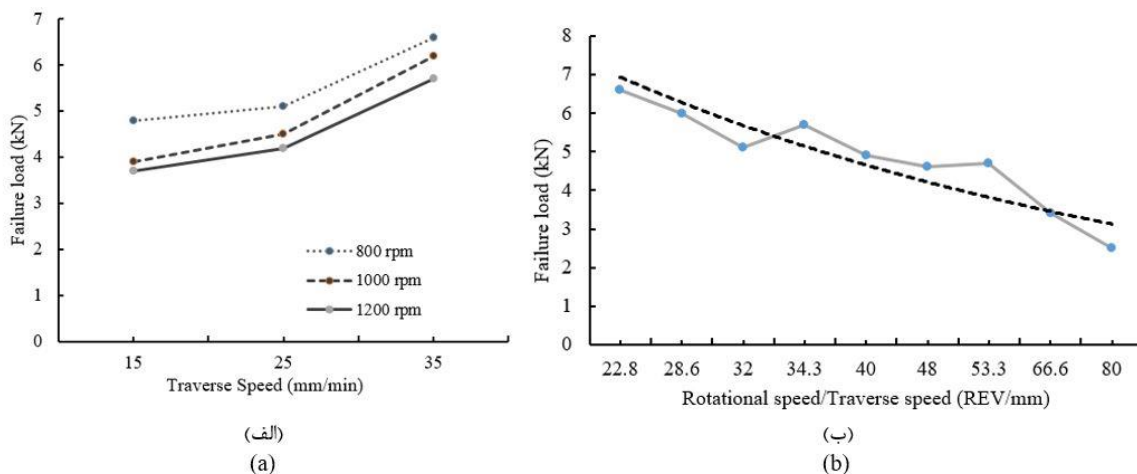 7
6
5
4
3
2
1
0
Failure load (kN)
800 rpm
1000 rpm
1200 rpm
15 25 35
Traverse Speed (mm/min)
(الف)
(a)
8
7
6
5
4
3
2
1
0
Failure load (kN)
22.8 28.6 32 34.3 40 48 53.3 66.6 80
Rotational speed/Traverse speed (REV/mm)
(ب)
(b)